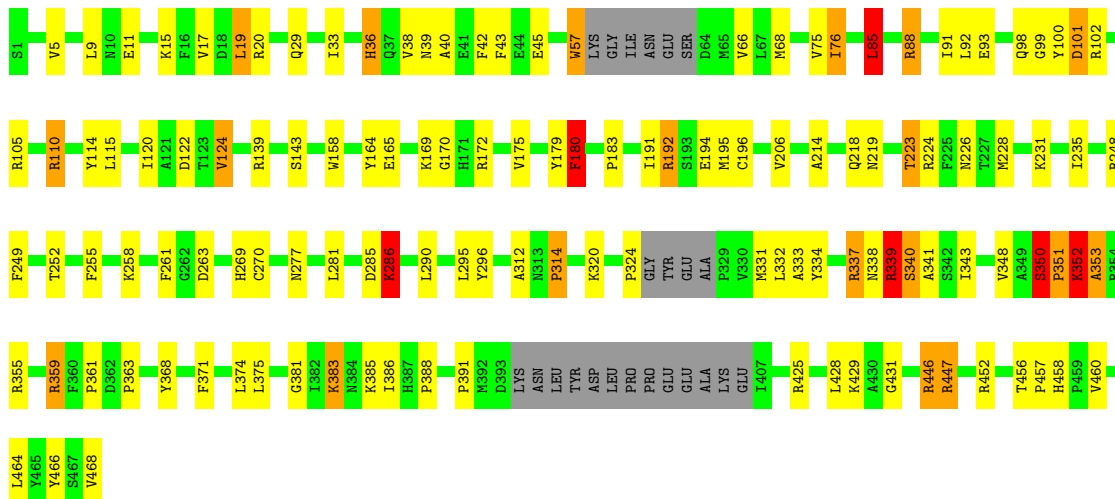 S1 V5 L9 N10 E11 K15 F16 V17 D18 L19 R20 Q29 I33 H36 Q37 V38 N39 A40 E41 F42 F43 E44 E45 W57 LYS GLY ILE ASN GLU SER D64 M65 V66 L67 M68 V75 I76 L85 R88 I91 L92 E93 Q98 G99 Y100 D101 R102
R105 R110 Y114 L115 I120 A121 D122 T123 V124 R139 S143 W158 Y164 E165 K169 G170 H171 R172 V175 Y179 F180 P183 I191 R192 S193 E194 M195 C196 V206 A214 Q218 N219 T223 R224 F225 N226 T227 M228 K231 I235
F249 T252 F255 K258 F261 G262 D263 H269 C270 N277 L281 D285 K286 L290 L295 Y296 A312 N313 P314 K320 P324 GLY TYR GLU ALA P329 V330 M331 L332 A333 Y334 R337 N338 R339 S340 A341 S342 I343 V348 A349 S350 P351 K352 A353
R355 R359 F360 P361 D362 P363 Y368 F371 L374 L375 G381 I382 K383 N384 K385 I386 H387 P388 P391 M392 D393 LYS ASN LEU TYR ASP LEU PRO PRO GLU GLU ALA LYS GLU I407 R425 L428 K429 A430 G431 R446 R447 R452 T456 P457 H458 P459 V460
L464 Y465 Y466 S467 V468